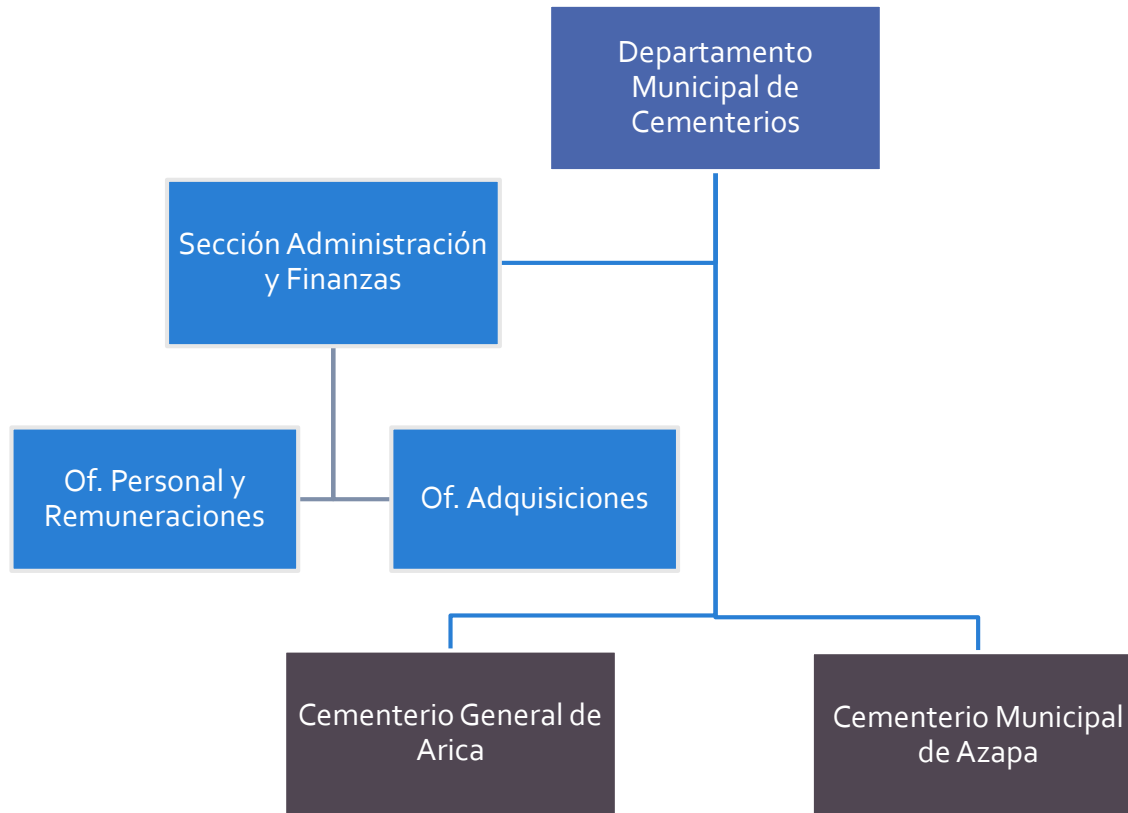 Departamento
Municipal de
Cementerios
Sección Administración
y Finanzas
Of. Personal y
Remuneraciones
Of. Adquisiciones
Cementerio General de
Arica
Cementerio Municipal
de Azapa